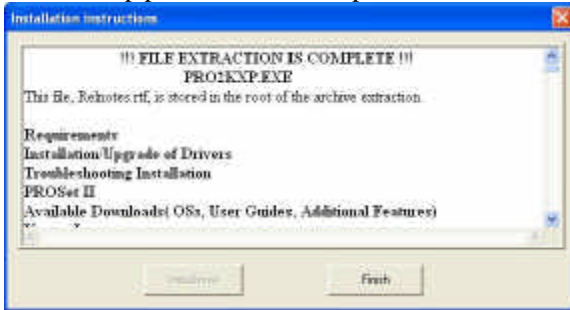 Installation instructions
!!! FILE EXTRACTION IS COMPLETE !!!
PRO2KXP.EXE
This file, Relnotes.rtf, is stored in the root of the archive extraction.
Requirements
Installation/Upgrade of Drivers
Troubleshooting Installation
PROSet II
Available Downloads( OSs, User Guides, Additional Features)
Finish